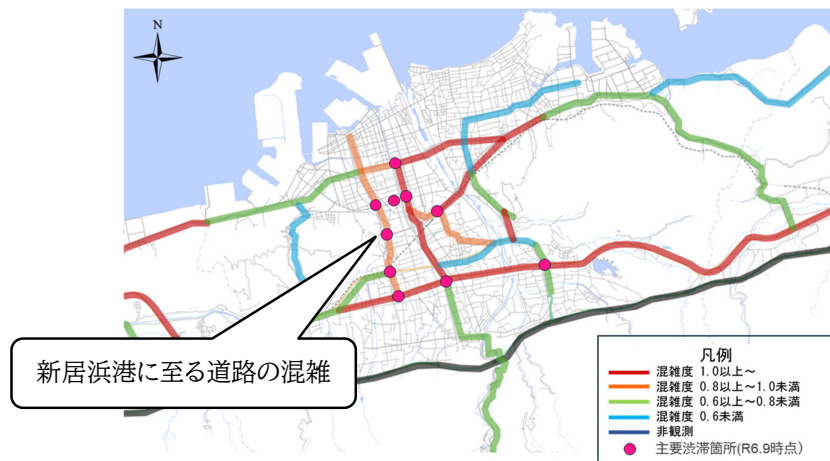 N
新居浜港に至る道路の混雑
凡例
混雑度 1.0以上~
混雑度 0.8以上~1.0未満
混雑度 0.6以上~0.8未満
混雑度 0.6未満
非観測
主要渋滞箇所(R6.9時点)